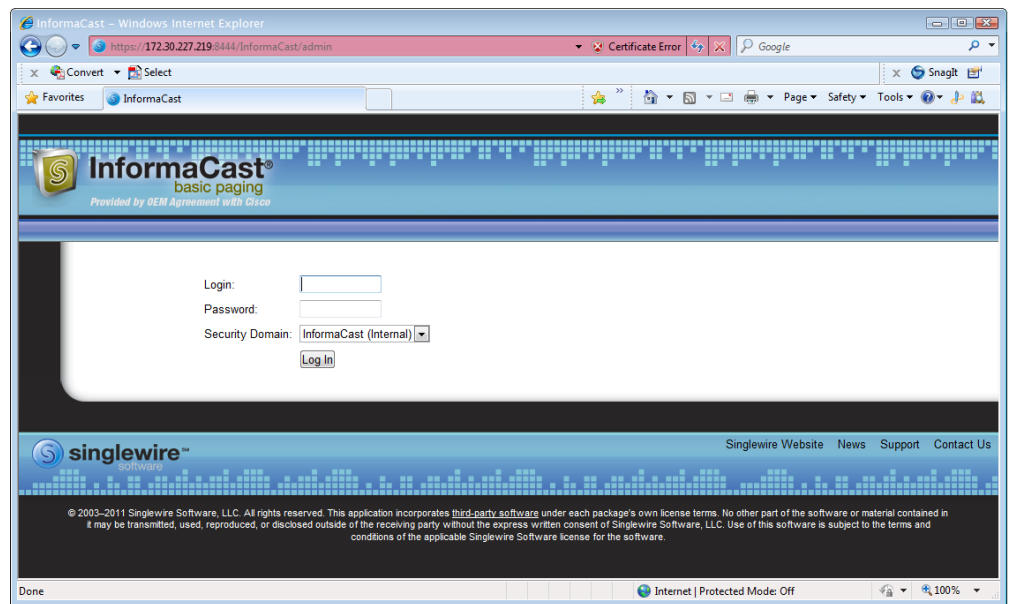 InformaCast – Windows Internet Explorer
https://172.30.227.219:8444/InformaCast/admin
Certificate Error
Google
x Convert Select
x SnagIt
Favorites InformaCast
» Page Safety Tools
S InformaCast®
basic paging
Provided by OEM Agreement with Cisco
Login:
Password:
Security Domain: InformaCast (Internal)
Log In
S singlewire℠
software
Singlewire Website News Support Contact Us
© 2003–2011 Singlewire Software, LLC. All rights reserved. This application incorporates third-party software under each package's own license terms. No other part of the software or material contained in
it may be transmitted, used, reproduced, or disclosed outside of the receiving party without the express written consent of Singlewire Software, LLC. Use of this software is subject to the terms and
conditions of the applicable Singlewire Software license for the software.
Done
Internet | Protected Mode: Off
100%